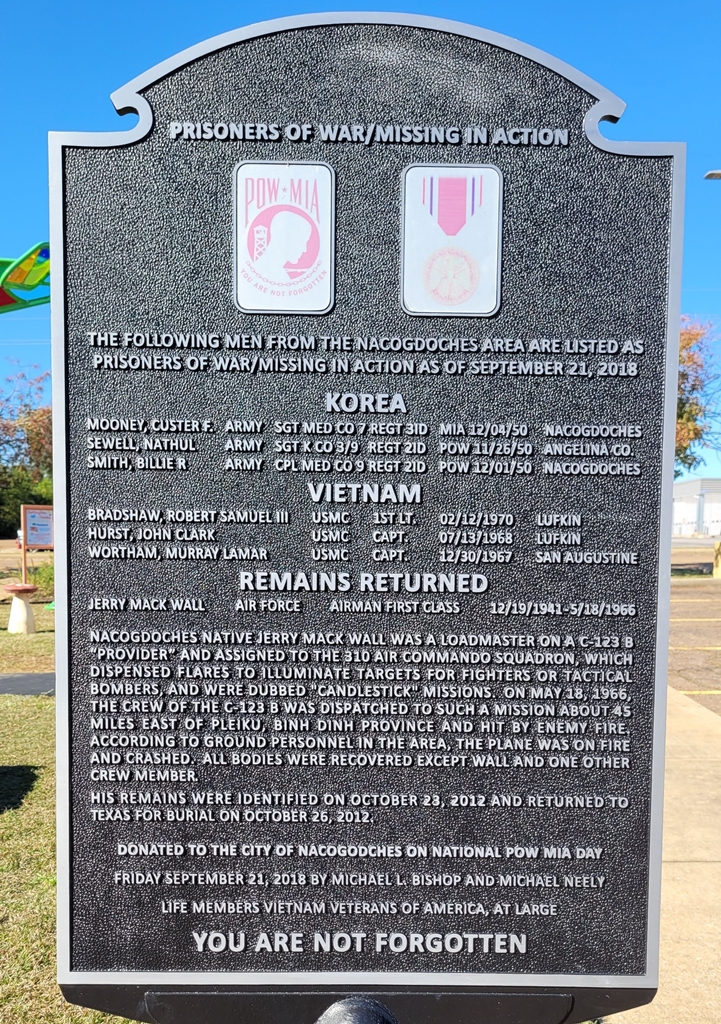 PRISONERS OF WAR/MISSING IN ACTION
POW★MIA
YOU ARE NOT FORGOTTEN
THE FOLLOWING MEN FROM THE NACOGDOCHES AREA ARE LISTED AS
PRISONERS OF WAR/MISSING IN ACTION AS OF SEPTEMBER 21, 2018
KOREA
MOONEY, CUSTER F. ARMY SGT MED CO 7 REGT 3ID MIA 12/04/50 NACOGDOCHES
SEWELL, NATHUL ARMY SGT K CO 3/9 REGT 2ID POW 11/26/50 ANGELINA CO.
SMITH, BILLIE R ARMY CPL MED CO 9 REGT 2ID POW 12/01/50 NACOGDOCHES
VIETNAM
BRADSHAW, ROBERT SAMUEL III USMC 1ST LT. 02/12/1970 LUFKIN
HURST, JOHN CLARK USMC CAPT. 07/13/1968 LUFKIN
WORTHAM, MURRAY LAMAR USMC CAPT. 12/30/1967 SAN AUGUSTINE
REMAINS RETURNED
JERRY MACK WALL AIR FORCE AIRMAN FIRST CLASS 12/19/1941-5/18/1966
NACOGDOCHES NATIVE JERRY MACK WALL WAS A LOADMASTER ON A C-123 B
"PROVIDER" AND ASSIGNED TO THE 310 AIR COMMANDO SQUADRON, WHICH
DISPENSED FLARES TO ILLUMINATE TARGETS FOR FIGHTERS OR TACTICAL
BOMBERS, AND WERE DUBBED "CANDLESTICK" MISSIONS. ON MAY 18, 1966,
THE CREW OF THE C-123 B WAS DISPATCHED TO SUCH A MISSION ABOUT 45
MILES EAST OF PLEIKU, BINH DINH PROVINCE AND HIT BY ENEMY FIRE.
ACCORDING TO GROUND PERSONNEL IN THE AREA, THE PLANE WAS ON FIRE
AND CRASHED. ALL BODIES WERE RECOVERED EXCEPT WALL AND ONE OTHER
CREW MEMBER.
HIS REMAINS WERE IDENTIFIED ON OCTOBER 23, 2012 AND RETURNED TO
TEXAS FOR BURIAL ON OCTOBER 26, 2012.
DONATED TO THE CITY OF NACOGODCHES ON NATIONAL POW MIA DAY
FRIDAY SEPTEMBER 21, 2018 BY MICHAEL L. BISHOP AND MICHAEL NEELY
LIFE MEMBERS VIETNAM VETERANS OF AMERICA, AT LARGE
YOU ARE NOT FORGOTTEN